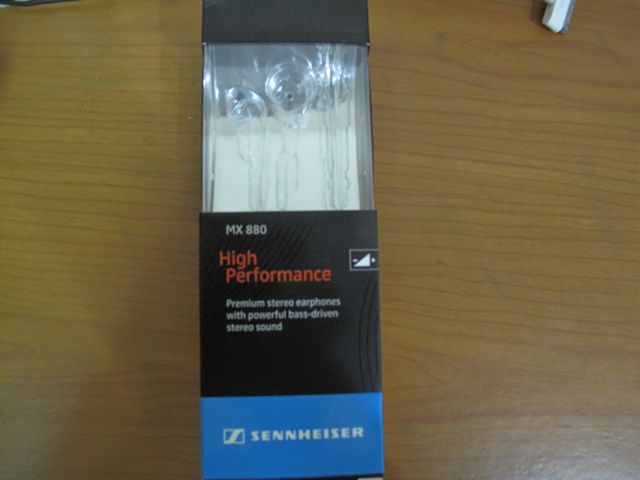 MX 880
High
Performance
Premium stereo earphones
with powerful bass-driven
stereo sound
SENNHEISER